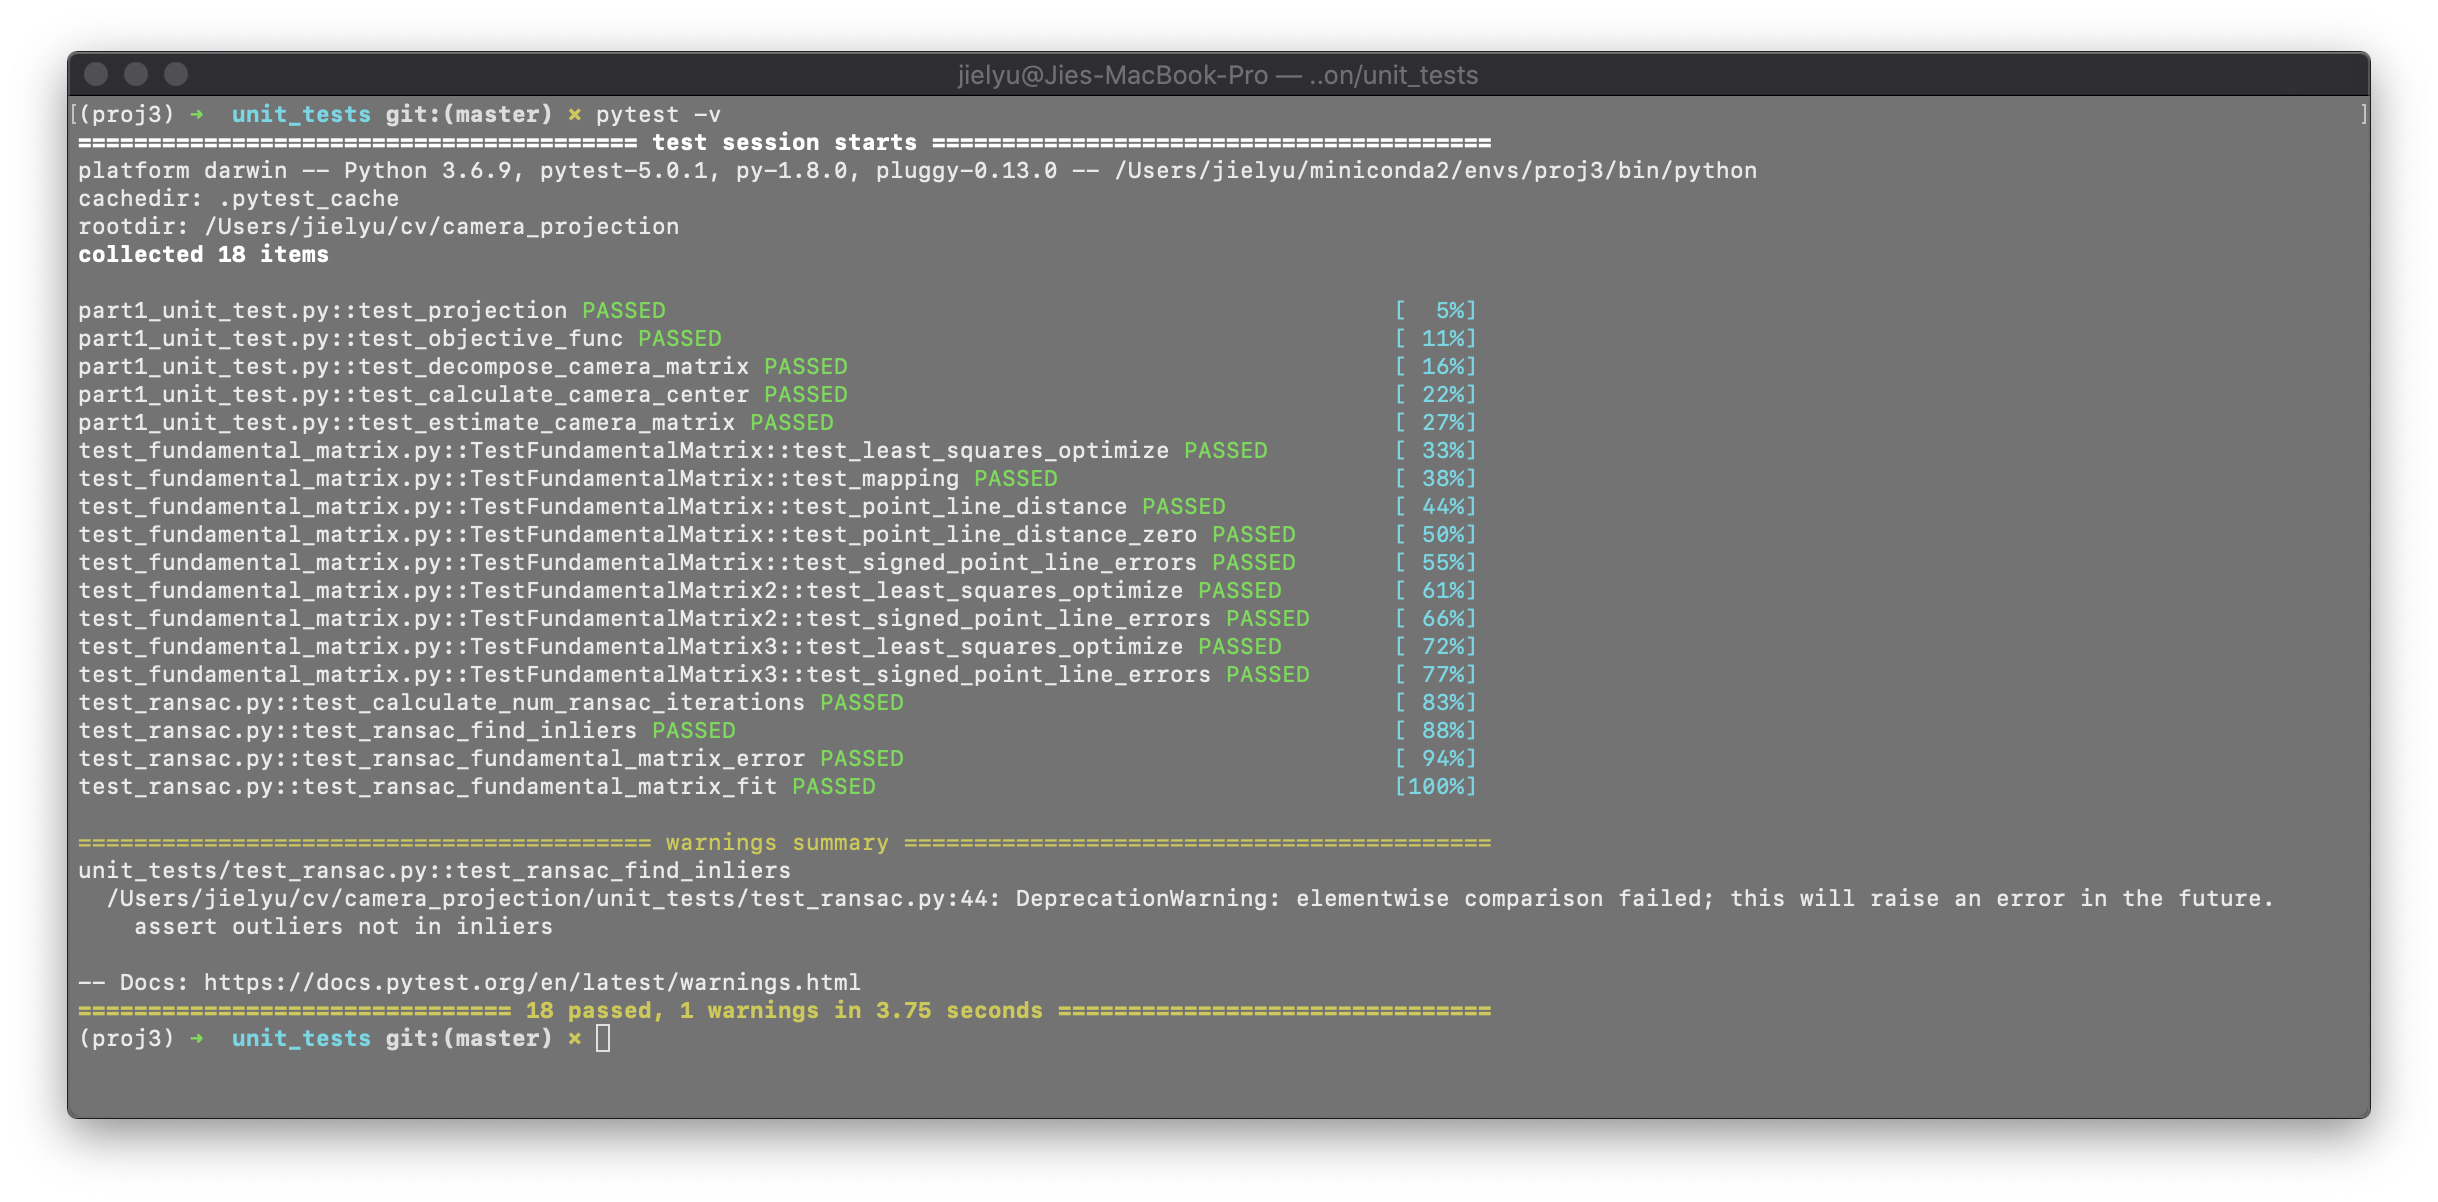 jielyu@Jies-MacBook-Pro — ..on/unit_tests
[(proj3) ➜  unit_tests git:(master) ✗ pytest -v ]
======================================== test session starts ========================================
platform darwin -- Python 3.6.9, pytest-5.0.1, py-1.8.0, pluggy-0.13.0 -- /Users/jielyu/miniconda2/envs/proj3/bin/python
cachedir: .pytest_cache
rootdir: /Users/jielyu/cv/camera_projection
collected 18 items
part1_unit_test.py::test_projection PASSED [  5%]
part1_unit_test.py::test_objective_func PASSED [ 11%]
part1_unit_test.py::test_decompose_camera_matrix PASSED [ 16%]
part1_unit_test.py::test_calculate_camera_center PASSED [ 22%]
part1_unit_test.py::test_estimate_camera_matrix PASSED [ 27%]
test_fundamental_matrix.py::TestFundamentalMatrix::test_least_squares_optimize PASSED [ 33%]
test_fundamental_matrix.py::TestFundamentalMatrix::test_mapping PASSED [ 38%]
test_fundamental_matrix.py::TestFundamentalMatrix::test_point_line_distance PASSED [ 44%]
test_fundamental_matrix.py::TestFundamentalMatrix::test_point_line_distance_zero PASSED [ 50%]
test_fundamental_matrix.py::TestFundamentalMatrix::test_signed_point_line_errors PASSED [ 55%]
test_fundamental_matrix.py::TestFundamentalMatrix2::test_least_squares_optimize PASSED [ 61%]
test_fundamental_matrix.py::TestFundamentalMatrix2::test_signed_point_line_errors PASSED [ 66%]
test_fundamental_matrix.py::TestFundamentalMatrix3::test_least_squares_optimize PASSED [ 72%]
test_fundamental_matrix.py::TestFundamentalMatrix3::test_signed_point_line_errors PASSED [ 77%]
test_ransac.py::test_calculate_num_ransac_iterations PASSED [ 83%]
test_ransac.py::test_ransac_find_inliers PASSED [ 88%]
test_ransac.py::test_ransac_fundamental_matrix_error PASSED [ 94%]
test_ransac.py::test_ransac_fundamental_matrix_fit PASSED [100%]
========================================= warnings summary ==========================================
unit_tests/test_ransac.py::test_ransac_find_inliers
/Users/jielyu/cv/camera_projection/unit_tests/test_ransac.py:44: DeprecationWarning: elementwise comparison failed; this will raise an error in the future.
assert outliers not in inliers
-- Docs: https://docs.pytest.org/en/latest/warnings.html
=============================== 18 passed, 1 warnings in 3.75 seconds ===============================
(proj3) ➜  unit_tests git:(master) ✗